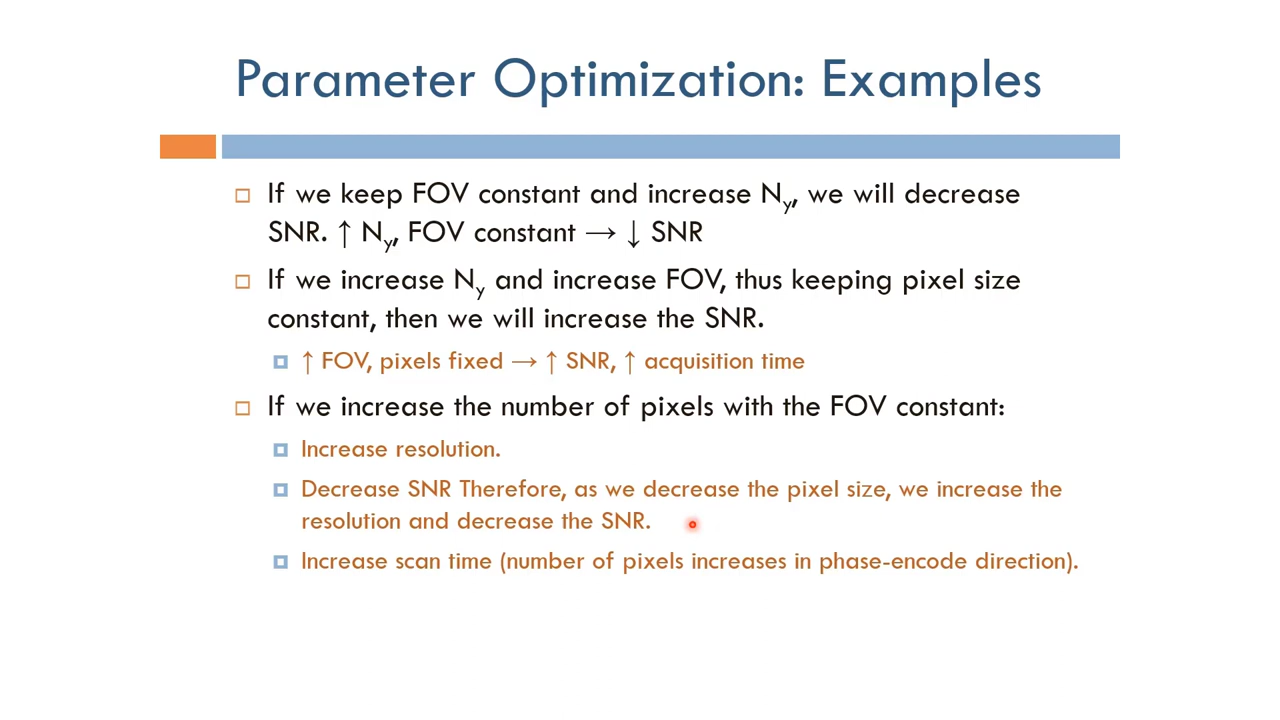 Parameter Optimization: Examples
If we keep FOV constant and increase Ny, we will decrease
SNR. ↑ Ny, FOV constant → ↓ SNR
If we increase Ny and increase FOV, thus keeping pixel size
constant, then we will increase the SNR.
↑ FOV, pixels fixed → ↑ SNR, ↑ acquisition time
If we increase the number of pixels with the FOV constant:
Increase resolution.
Decrease SNR Therefore, as we decrease the pixel size, we increase the
resolution and decrease the SNR.
Increase scan time (number of pixels increases in phase-encode direction).